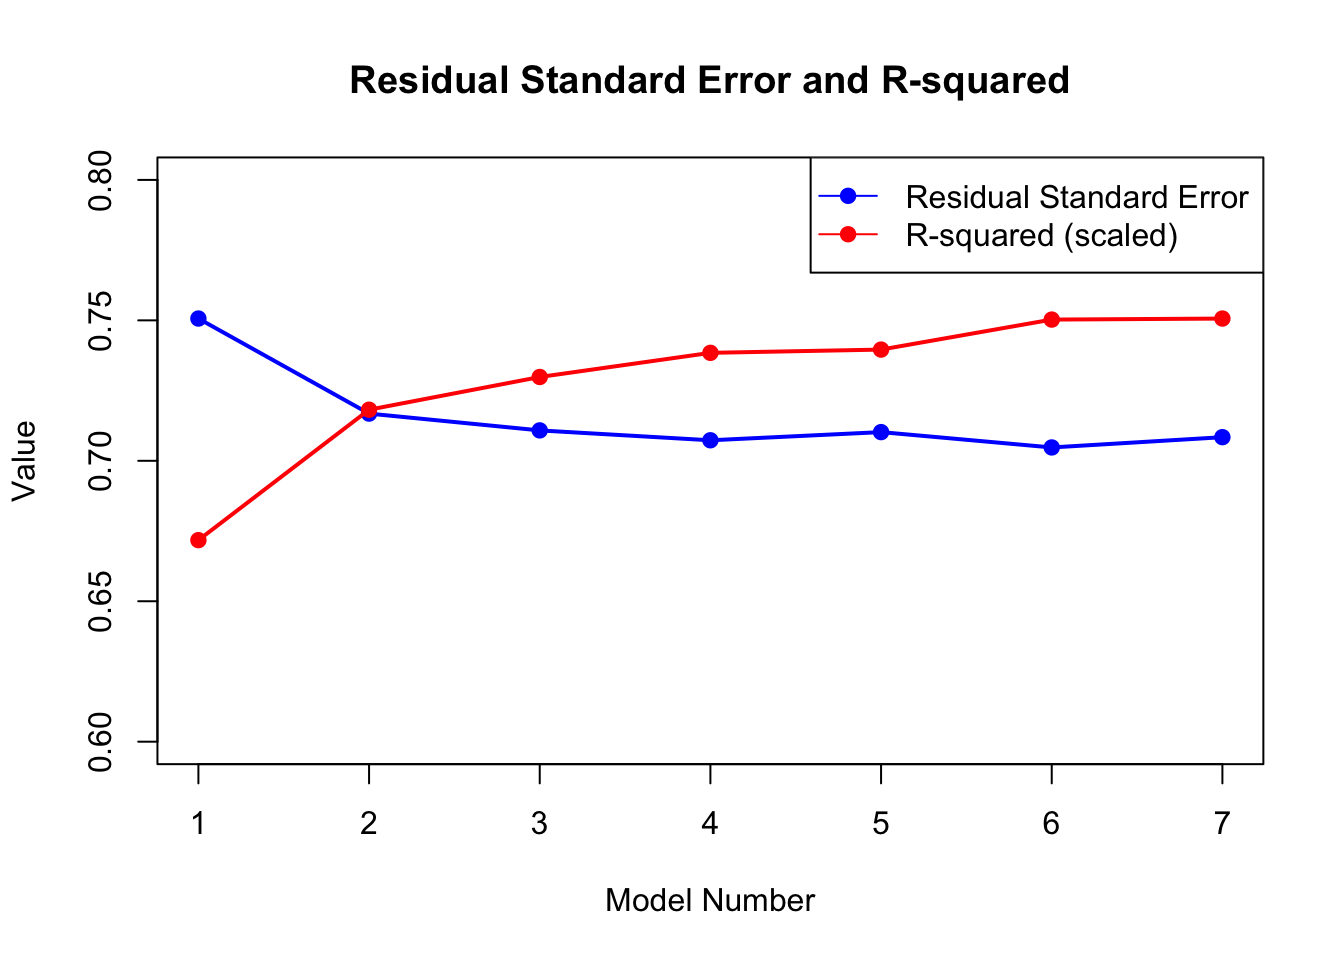 Residual Standard Error and R-squared
Residual Standard Error
R-squared (scaled)
Value
0.80
0.75
0.70
0.65
0.60
1 2 3 4 5 6 7
Model Number